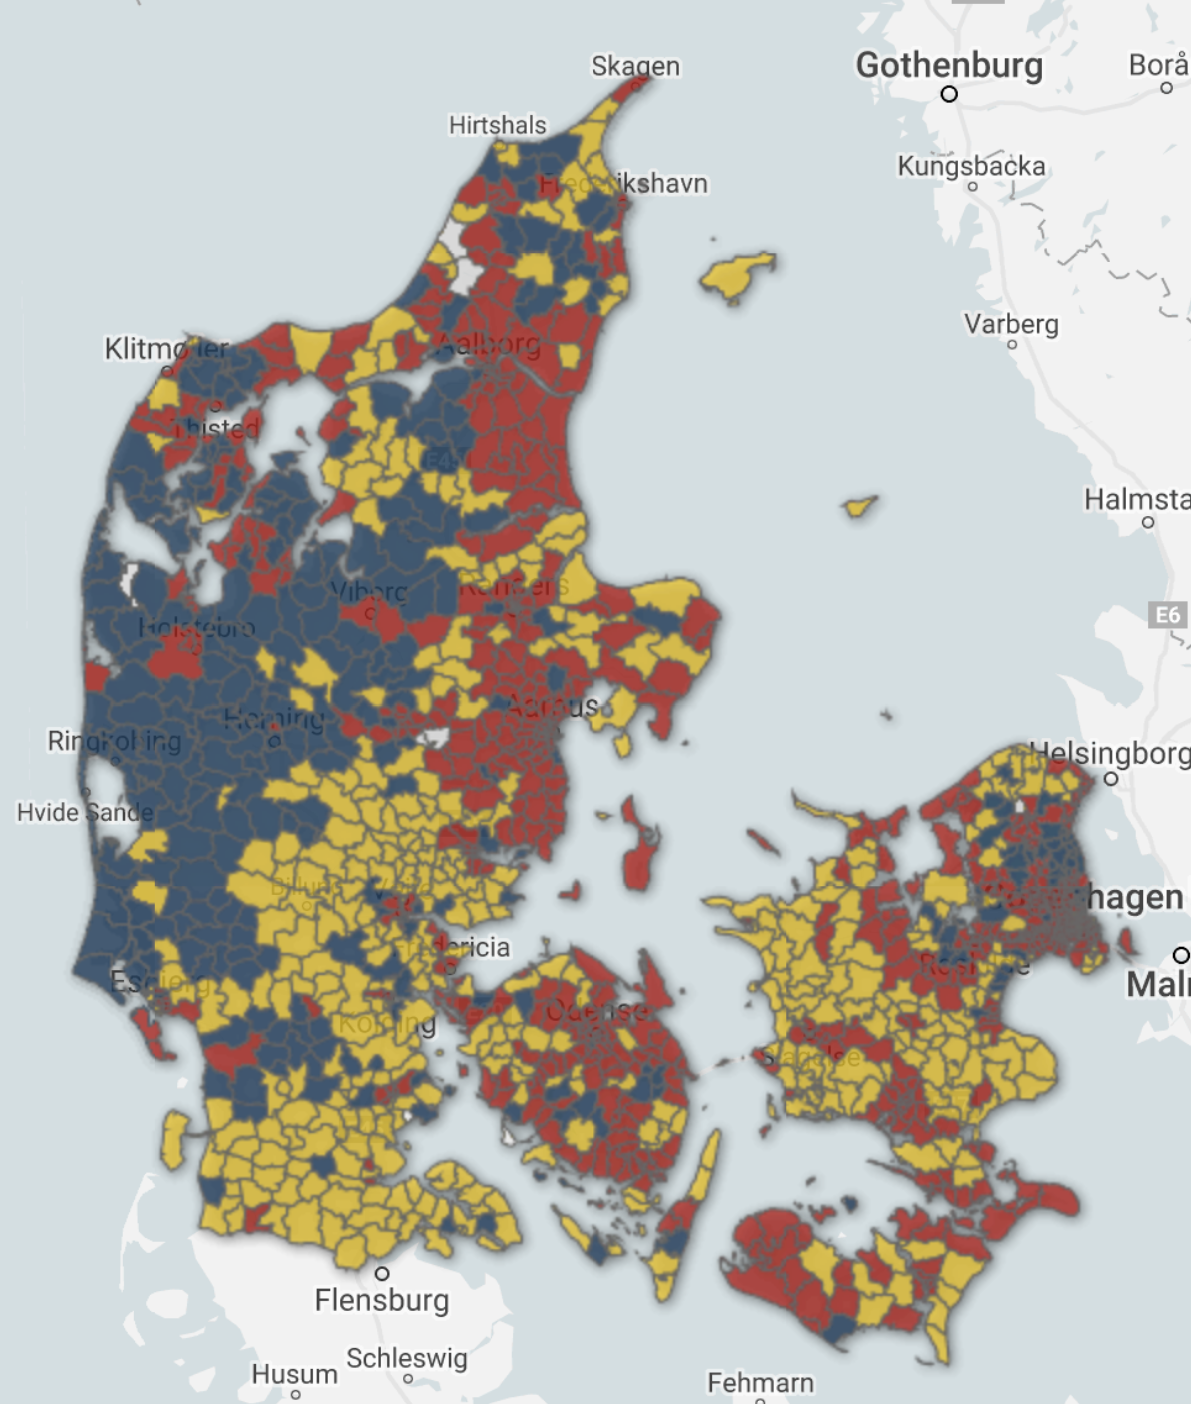 Skagen
Gothenburg
Borå
Hirtshals
Kungsbacka
Frederikshavn
Varberg
Klitmøller
Aalborg
Thisted
E45
Halmsta
Viborg
Randers
E6
Holstebro
Aarhus
Herning
Ringkøbing
Helsingborg
Hvide Sande
Billund
Vejle
hagen
Fredericia
Roskilde
Esbjerg
Malı
Odense
Kolding
Slagelse
Flensburg
Schleswig
Husum
Fehmarn